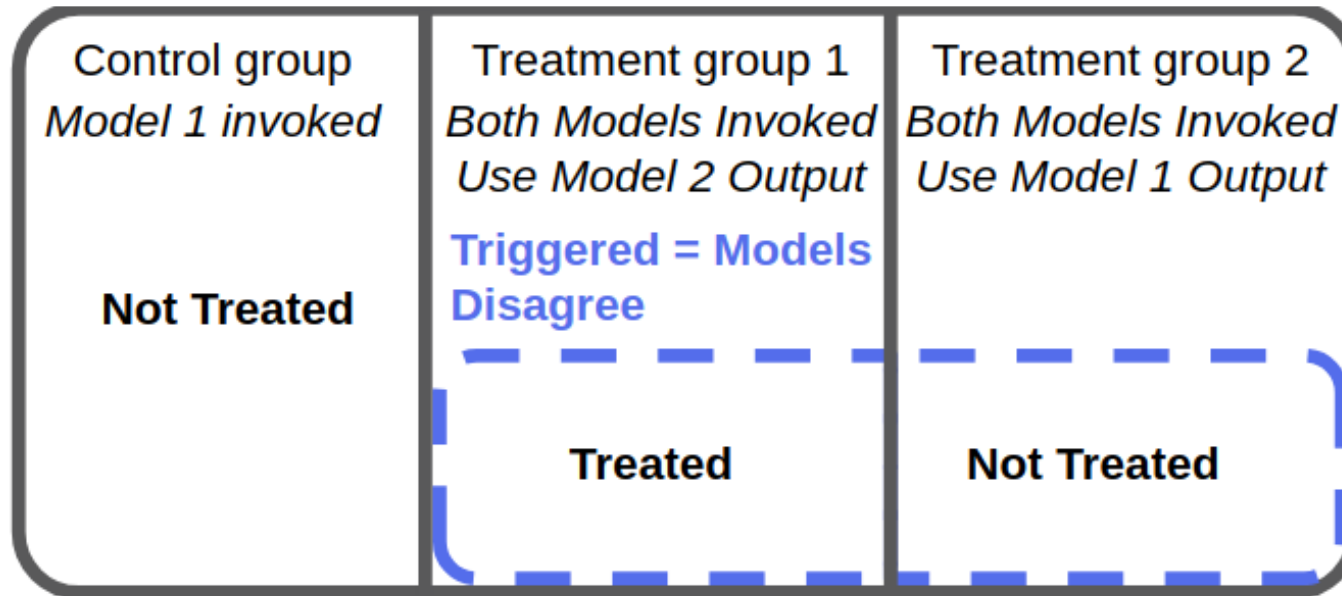 Control group
Model 1 invoked
Not Treated
Treatment group 1
Both Models Invoked
Use Model 2 Output
Triggered = Models
Disagree
Treated
Treatment group 2
Both Models Invoked
Use Model 1 Output
Not Treated